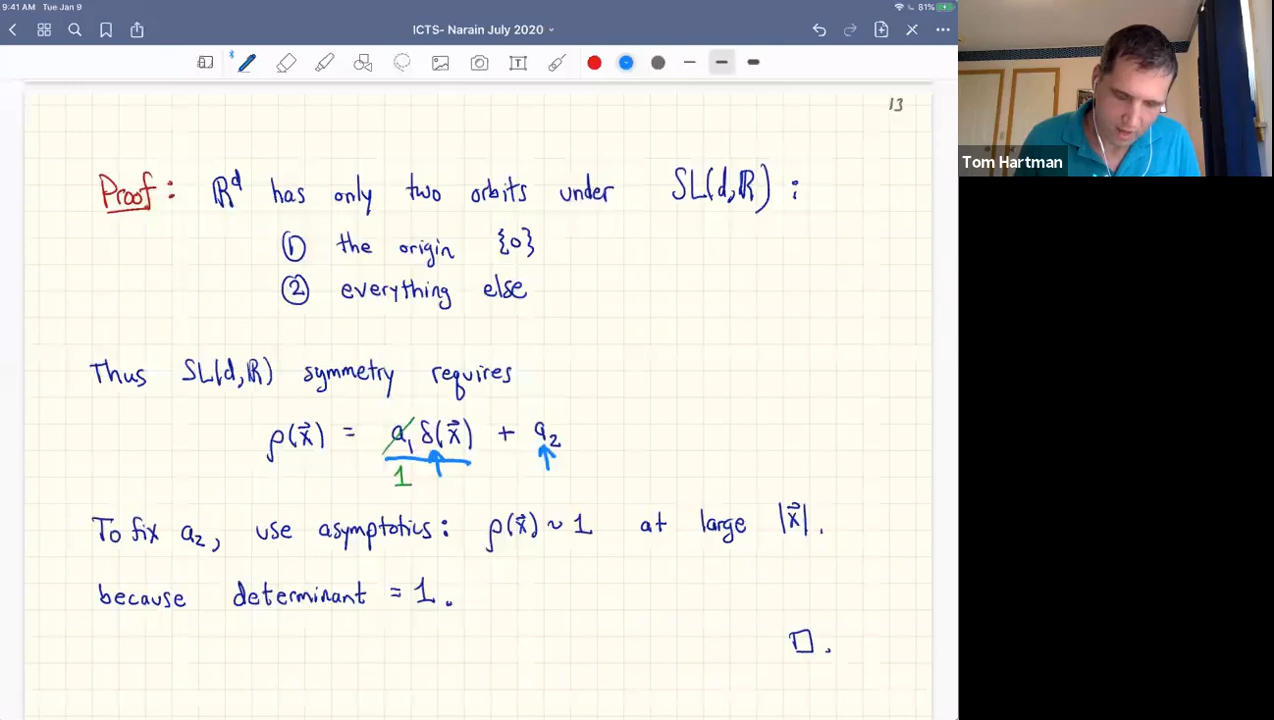 9:41 AM Tue Jan 9
81%
ICTS- Narain July 2020
13
Proof: ℝᵈ has only two orbits under SL(d,ℝ) :
① the origin {0}
② everything else
Thus SL(d,ℝ) symmetry requires
ρ(x⃗) = a₁ δ(x⃗) + a₂
1
To fix a₂, use asymptotics: ρ(x⃗) ~ 1 at large |x⃗|.
because determinant = 1.
□.
Tom Hartman